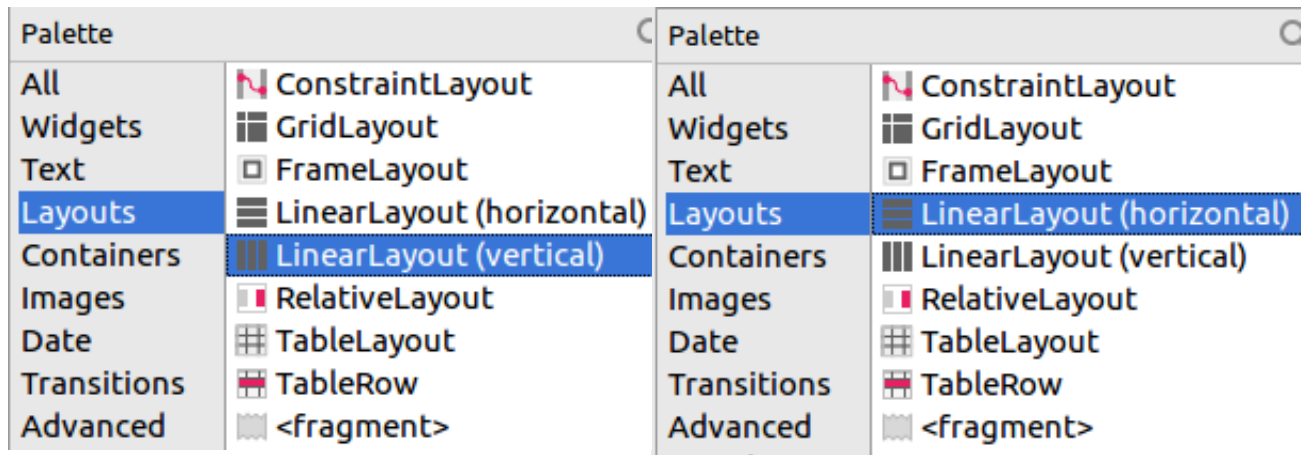 Palette
All
Widgets
Text
Layouts
Containers
Images
Date
Transitions
Advanced
ConstraintLayout
GridLayout
FrameLayout
LinearLayout (horizontal)
LinearLayout (vertical)
RelativeLayout
TableLayout
TableRow
<fragment>
Palette
All
Widgets
Text
Layouts
Containers
Images
Date
Transitions
Advanced
ConstraintLayout
GridLayout
FrameLayout
LinearLayout (horizontal)
LinearLayout (vertical)
RelativeLayout
TableLayout
TableRow
<fragment>